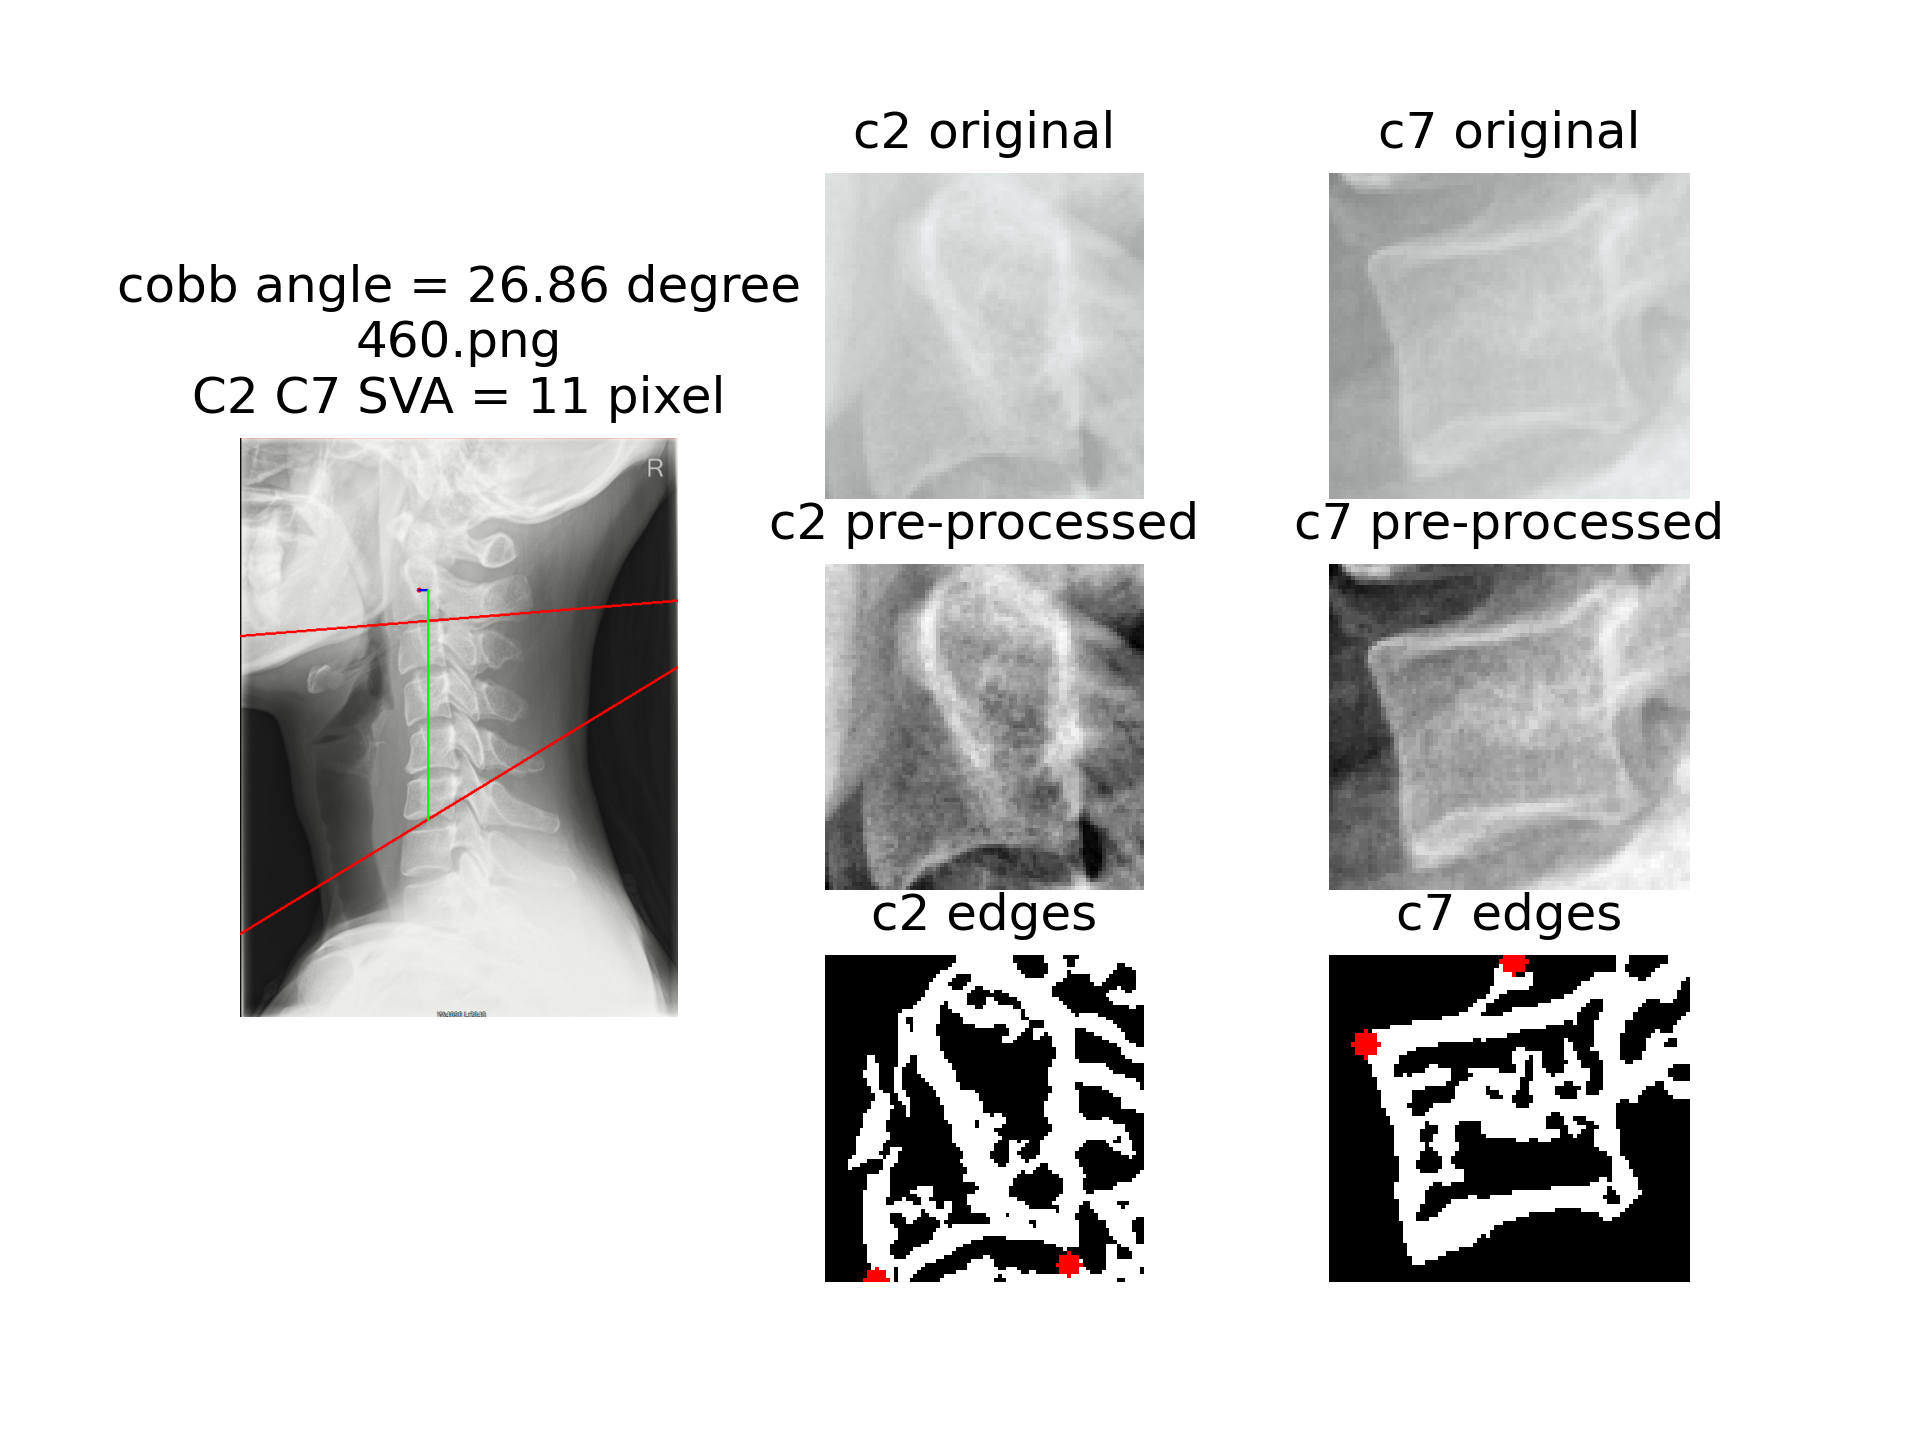 cobb angle = 26.86 degree
460.png
C2 C7 SVA = 11 pixel
R
c2 original
c7 original
c2 pre-processed
c7 pre-processed
c2 edges
c7 edges